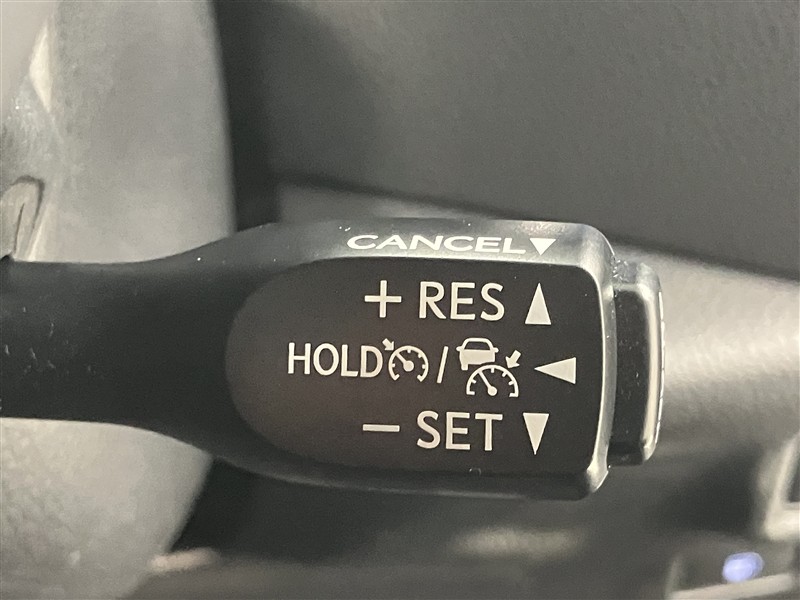 CANCEL▼
+ RES ▲
HOLD / ◀
− SET ▼